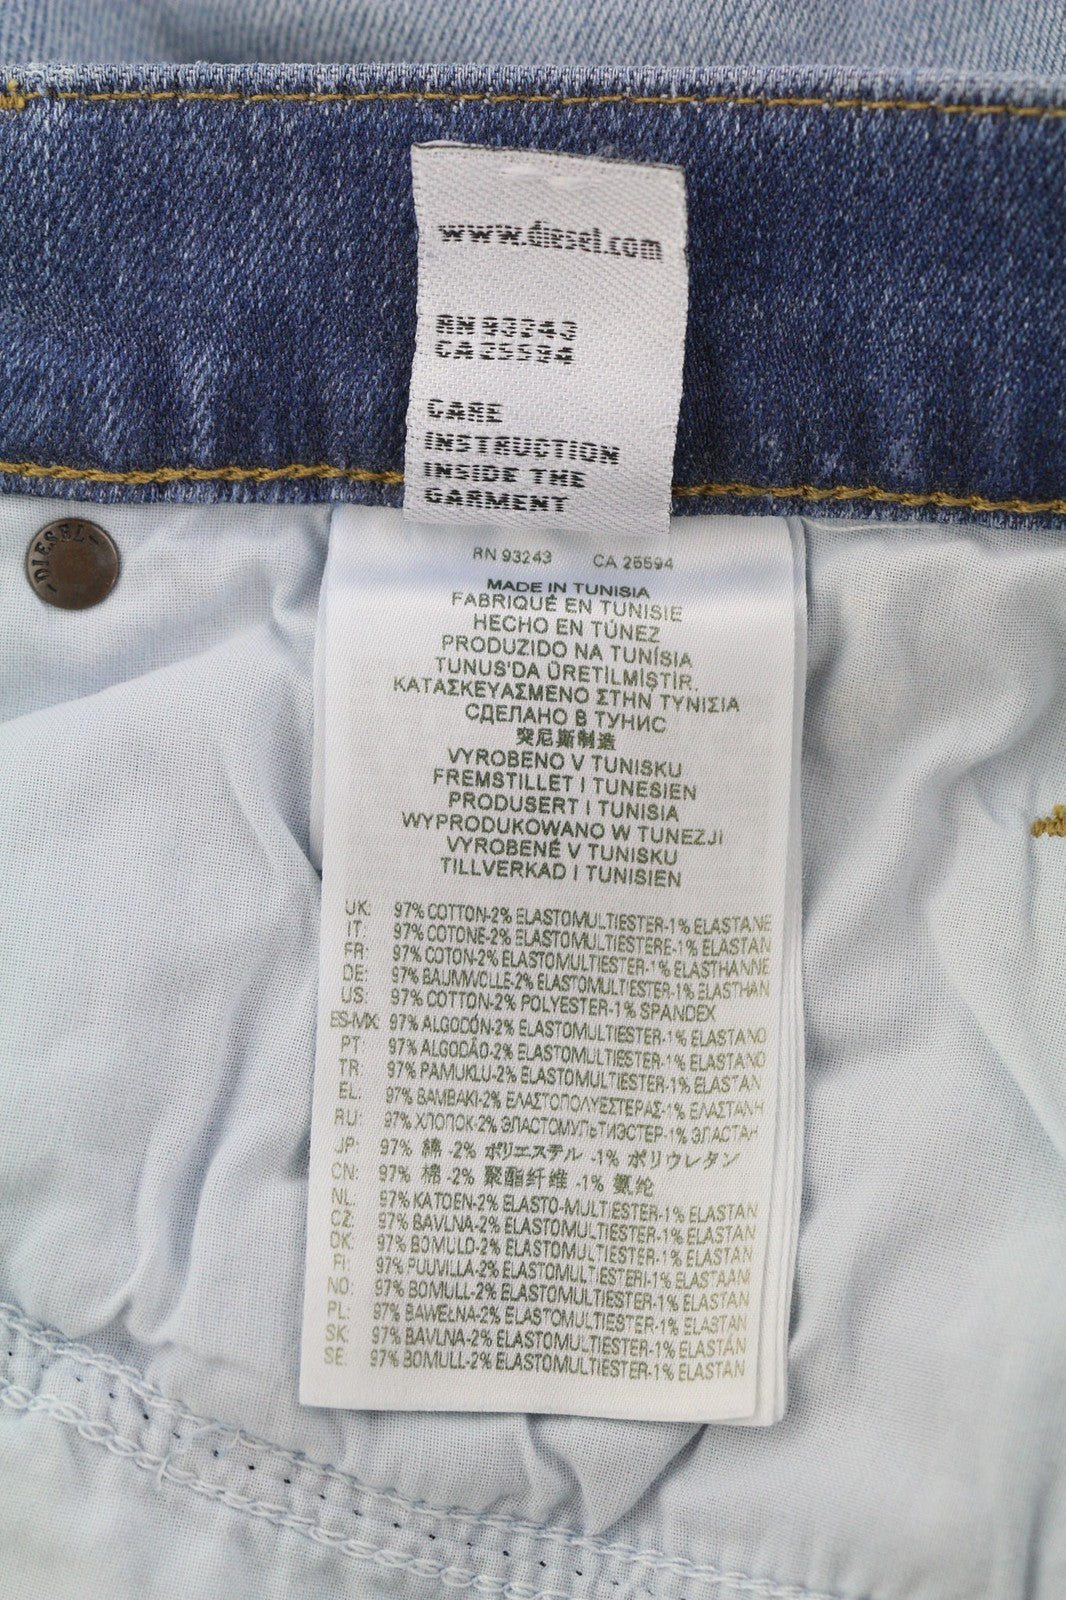 www.diesel.com
RN 93243
CA 25594
CARE
INSTRUCTION
INSIDE THE
GARMENT
DIESEL
RN 93243 CA 25594
MADE IN TUNISIA
FABRIQUÉ EN TUNISIE
HECHO EN TÚNEZ
PRODUZIDO NA TUNÍSIA
TUNUS'DA ÜRETİLMİŞTİR.
ΚΑΤΑΣΚΕΥΑΣΜΕΝΟ ΣΤΗΝ ΤΥΝΙΣΙΑ
СДЕЛАНО В ТУНИС
突尼斯制造
VYROBENO V TUNISKU
FREMSTILLET I TUNESIEN
PRODUSERT I TUNISIA
WYPRODUKOWANO W TUNEZJI
VYROBENÉ V TUNISKU
TILLVERKAD I TUNISIEN
UK: 97% COTTON-2% ELASTOMULTIESTER-1% ELASTANE
IT: 97% COTONE-2% ELASTOMULTIESTERE-1% ELASTAN
FR: 97% COTON-2% ELASTOMULTIESTER-1% ELASTHANNE
DE: 97% BAUMWOLLE-2% ELASTOMULTIESTER-1% ELASTHAN
US: 97% COTTON-2% POLYESTER-1% SPANDEX
ES-MX: 97% ALGODÓN-2% ELASTOMULTIESTER-1% ELASTANO
PT: 97% ALGODÃO-2% ELASTOMULTIESTER-1% ELASTANO
TR: 97% PAMUKLU-2% ELASTOMULTIESTER-1% ELASTAN
EL: 97% ΒΑΜΒΑΚΙ-2% ΕΛΑΣΤΟΠΟΛΥΕΣΤΕΡΑΣ-1% ΕΛΑΣΤΑΝΗ
RU: 97% ХЛОПОК-2% ЭЛАСТОМУЛЬТИЭСТЕР-1% ЭЛАСТАН
JP: 97% 綿 -2% ポリエステル -1% ポリウレタン
CN: 97% 棉 -2% 聚酯纤维 -1% 氨纶
NL: 97% KATOEN-2% ELASTO-MULTIESTER-1% ELASTAN
CZ: 97% BAVLNA-2% ELASTOMULTIESTER-1% ELASTAN
DK: 97% BOMULD-2% ELASTOMULTIESTER-1% ELASTAN
FI: 97% PUUVILLA-2% ELASTOMULTIESTERI-1% ELASTAANI
NO: 97% BOMULL-2% ELASTOMULTIESTER-1% ELASTAN
PL: 97% BAWEŁNA-2% ELASTOMULTIESTER-1% ELASTAN
SK: 97% BAVLNA-2% ELASTOMULTIESTER-1% ELASTÁN
SE: 97% BOMULL-2% ELASTOMULTIESTER-1% ELASTAN